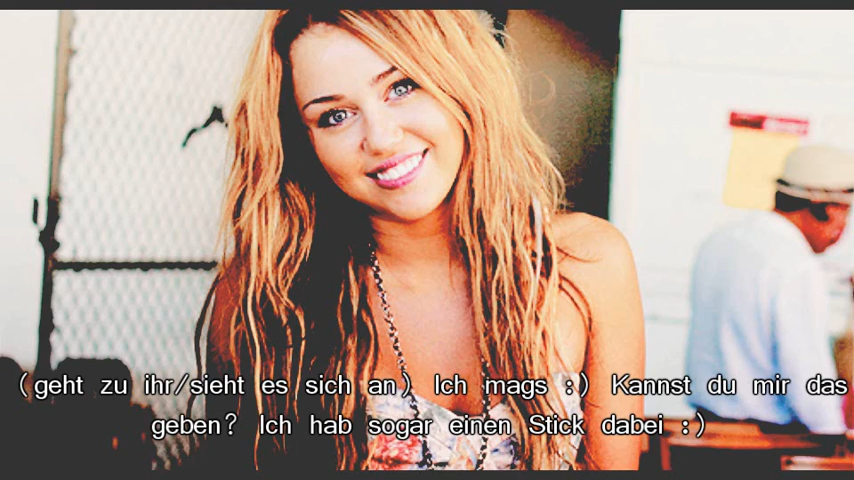 (geht zu ihr/sieht es sich an) Ich mags :) Kannst du mir das
geben? Ich hab sogar einen Stick dabei :)